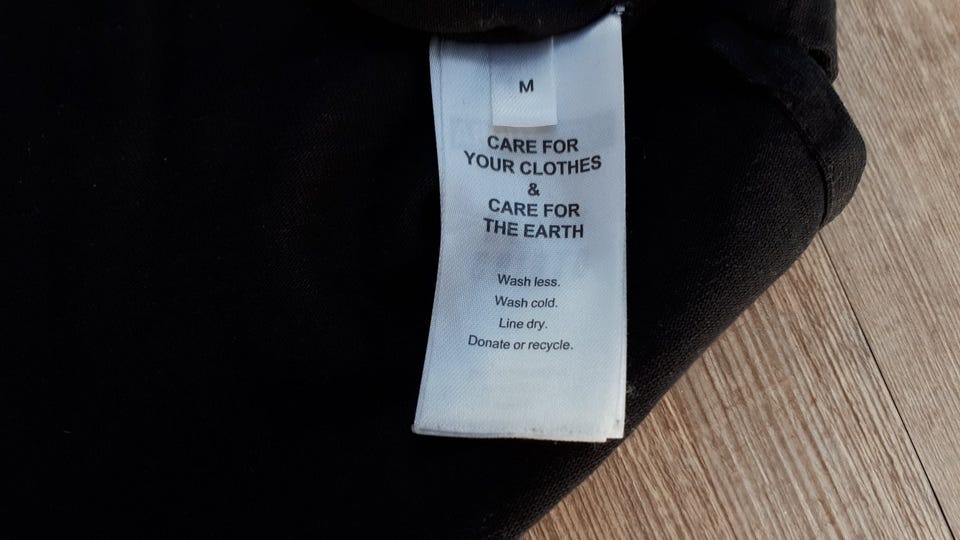 M
CARE FOR
YOUR CLOTHES
&
CARE FOR
THE EARTH
Wash less.
Wash cold.
Line dry.
Donate or recycle.